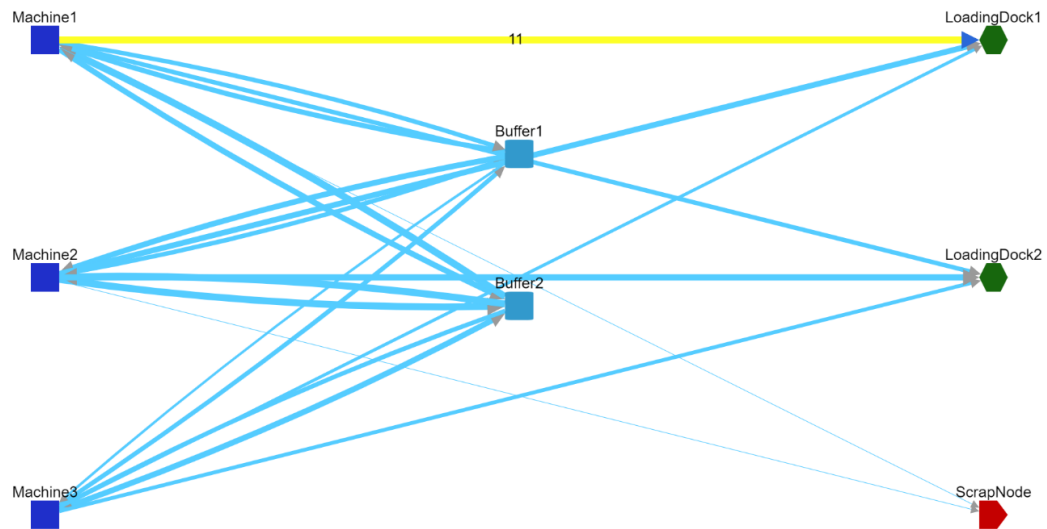 Machine1
LoadingDock1
11
Buffer1
Machine2
LoadingDock2
Buffer2
Machine3
ScrapNode